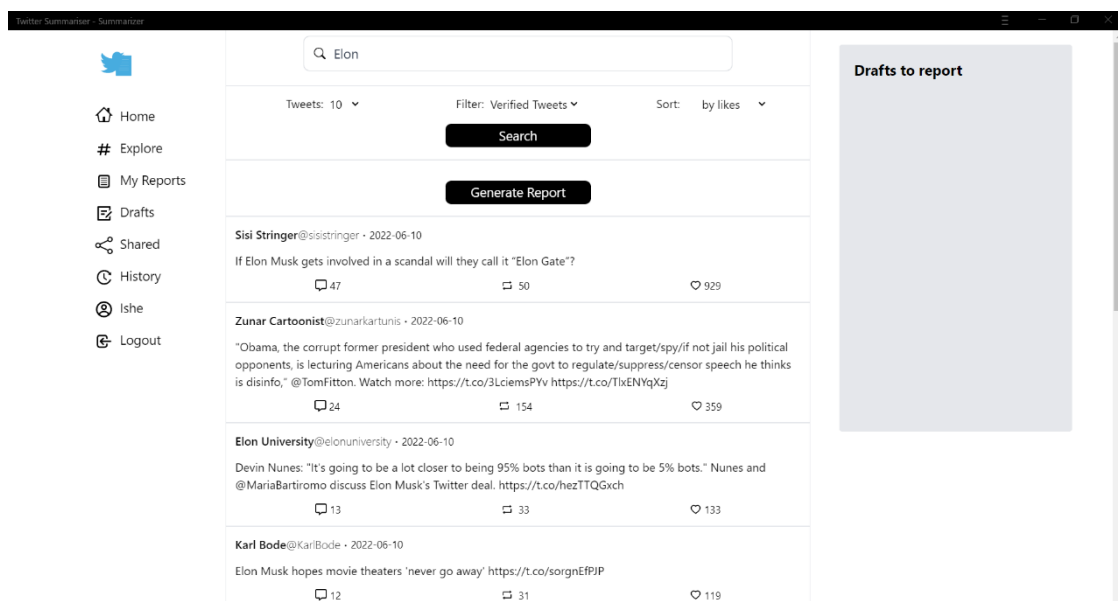 Twitter Summariser - Summarizer
Elon
Drafts to report
Tweets: 10
Filter: Verified Tweets
Sort: by likes
Search
Generate Report
Home
Explore
My Reports
Drafts
Shared
History
Ishe
Logout
Sisi Stringer@sisistringer • 2022-06-10
If Elon Musk gets involved in a scandal will they call it “Elon Gate”?
47 50 929
Zunar Cartoonist@zunarkartunis • 2022-06-10
"Obama, the corrupt former president who used federal agencies to try and target/spy/if not jail his political
opponents, is lecturing Americans about the need for the govt to regulate/suppress/censor speech he thinks
is disinfo," @TomFitton. Watch more: https://t.co/3LciemsPYv https://t.co/TlxENYqXzj
24 154 359
Elon University@elonuniversity • 2022-06-10
Devin Nunes: "It's going to be a lot closer to being 95% bots than it is going to be 5% bots." Nunes and
@MariaBartiromo discuss Elon Musk's Twitter deal. https://t.co/hezTTQGxch
13 33 133
Karl Bode@KarlBode • 2022-06-10
Elon Musk hopes movie theaters 'never go away' https://t.co/sorgnEfPJP
12 31 119